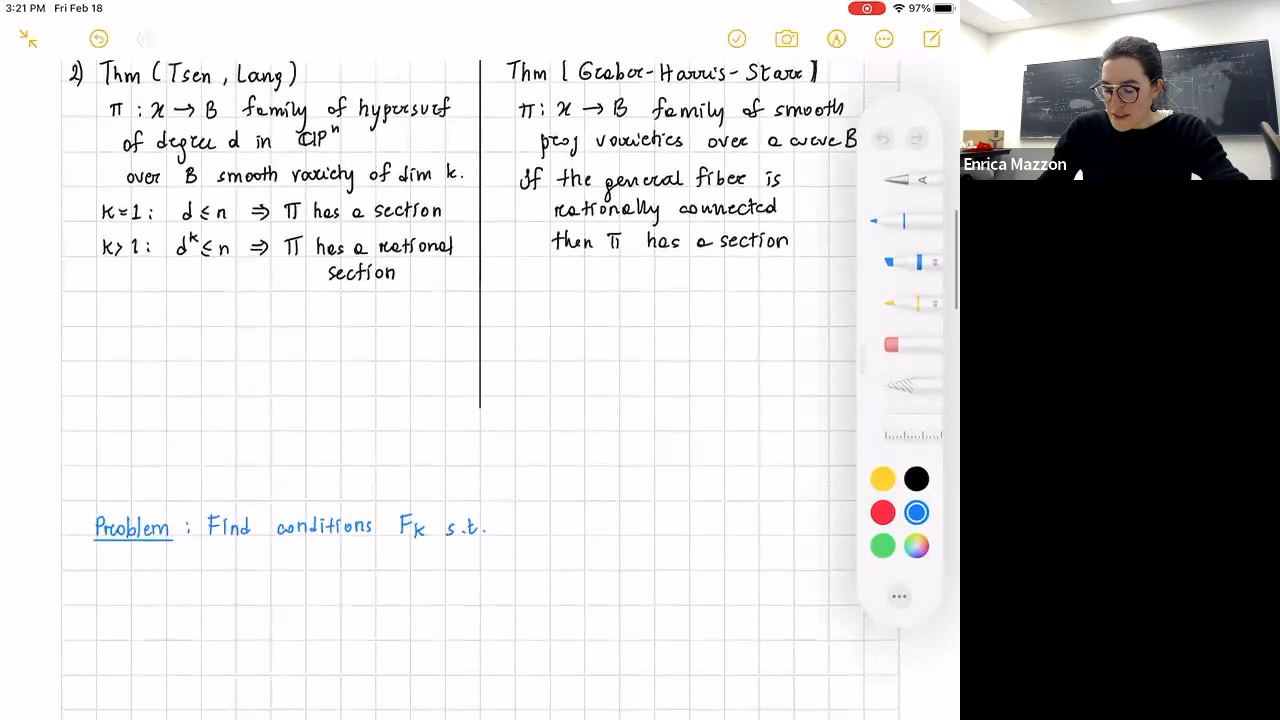 3:21 PM Fri Feb 18
97%
2) Thm (Tsen, Lang)
π : X → B family of hypersurf
of degree d in ℂℙⁿ
over B smooth variety of dim k.
k=1: d ≤ n ⇒ π has a section
k>1: dᵏ ≤ n ⇒ π has a rational
section
Thm [Graber-Harris-Starr]
π : X → B family of smooth
proj varieties over a curve B
If the general fiber is
rationally connected
then π has a section
Problem : Find conditions Fₖ s.t.
Enrica Mazzon